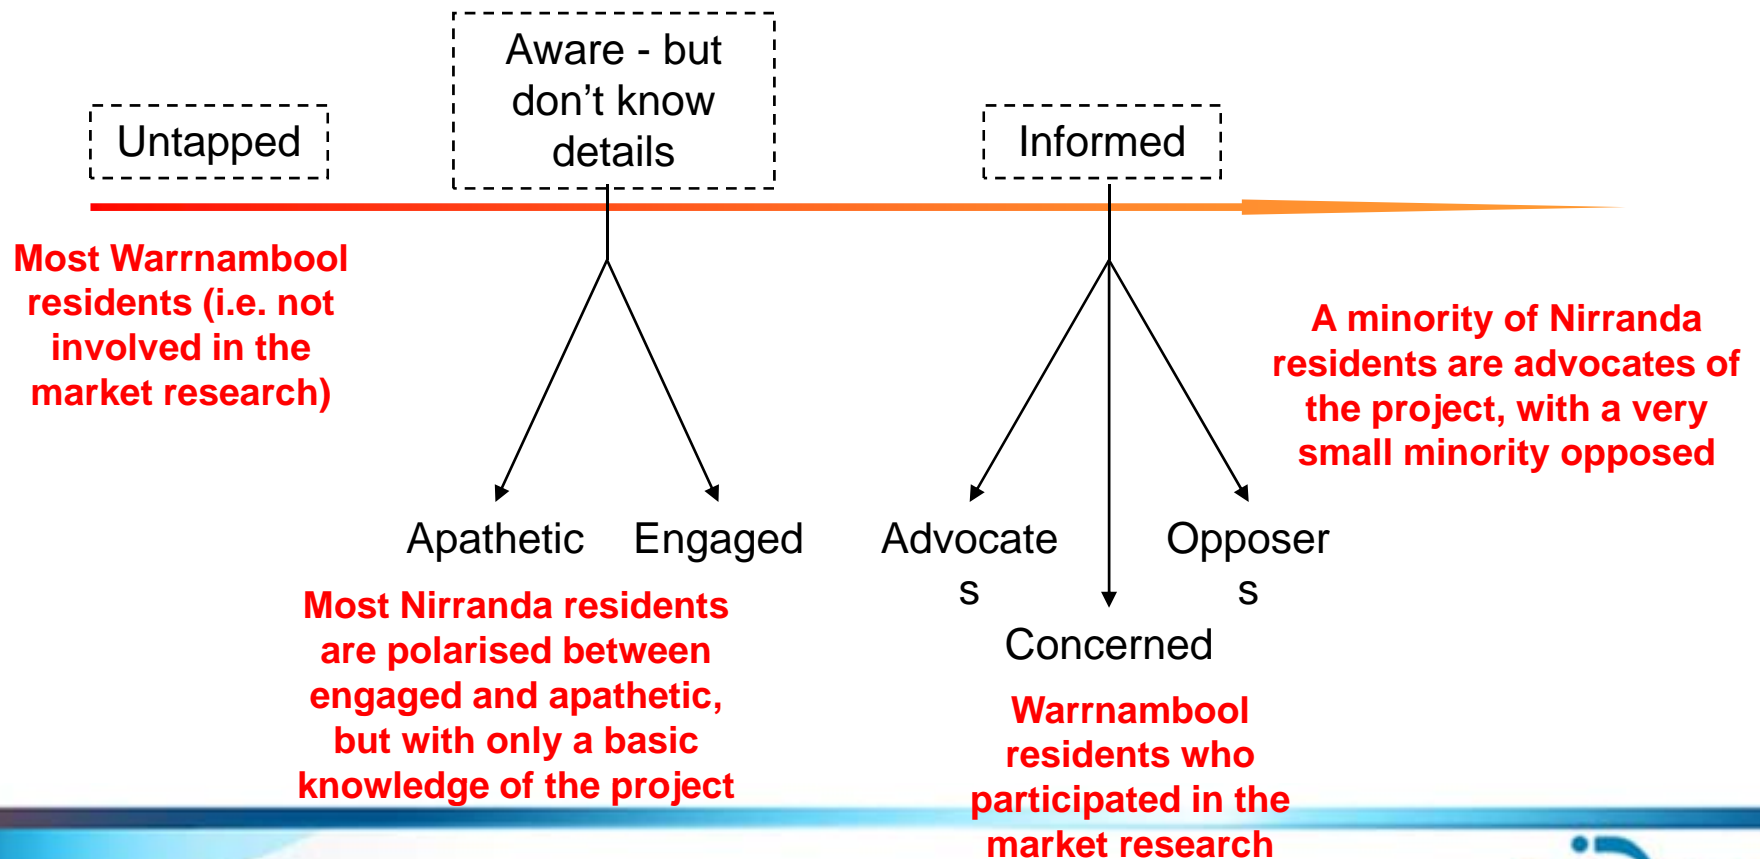 Untapped
Aware - but
don't know
details
Informed
Most Warrnambool
residents (i.e. not
involved in the
market research)
A minority of Nirranda
residents are advocates of
the project, with a very
small minority opposed
Apathetic
Engaged
Advocate
s
Opposer
s
Concerned
Most Nirranda residents
are polarised between
engaged and apathetic,
but with only a basic
knowledge of the project
Warrnambool
residents who
participated in the
market research